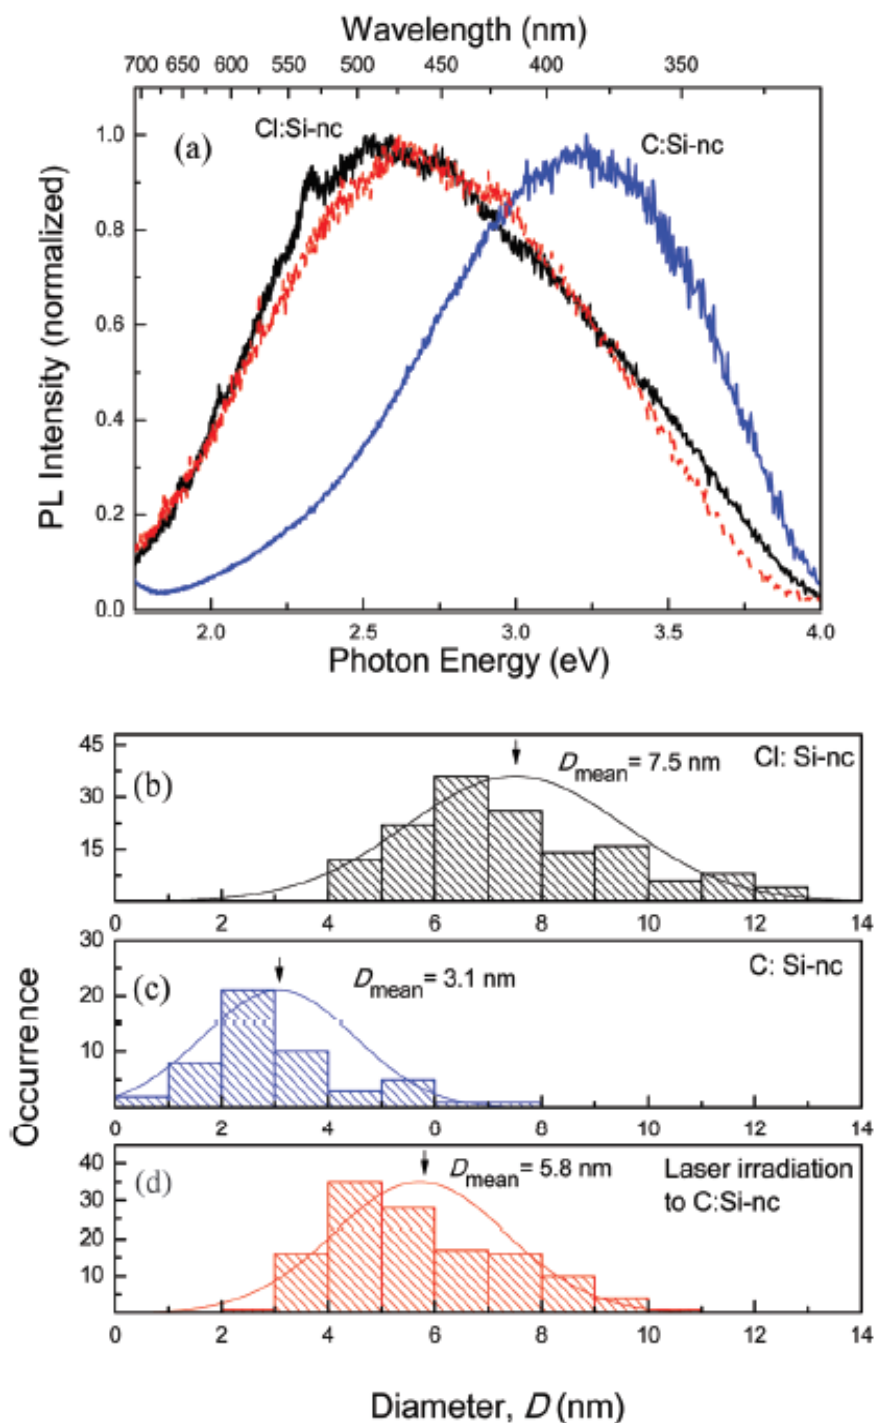 Wavelength (nm)
700 650 600 550 500 450 400 350
(a)
Cl:Si-nc
C:Si-nc
PL Intensity (normalized)
1.0
0.8
0.6
0.4
0.2
0.0
2.0 2.5 3.0 3.5 4.0
Photon Energy (eV)
(b)
D mean = 7.5 nm
Cl: Si-nc
45
30
15
0 2 4 6 8 10 12 14
(c)
D mean = 3.1 nm
C: Si-nc
30
20
10
0 2 4 6 8 10 12 14
(d)
D mean = 5.8 nm
Laser irradiation
to C:Si-nc
40
30
20
10
0 2 4 6 8 10 12 14
Occurrence
Diameter, D (nm)